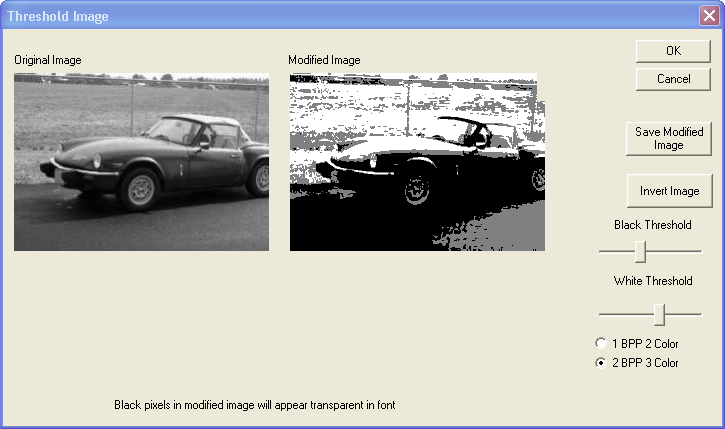 Threshold Image
Original Image
Modified Image
OK
Cancel
Save Modified
Image
Invert Image
Black Threshold
White Threshold
1 BPP 2 Color
2 BPP 3 Color
Black pixels in modified image will appear transparent in font